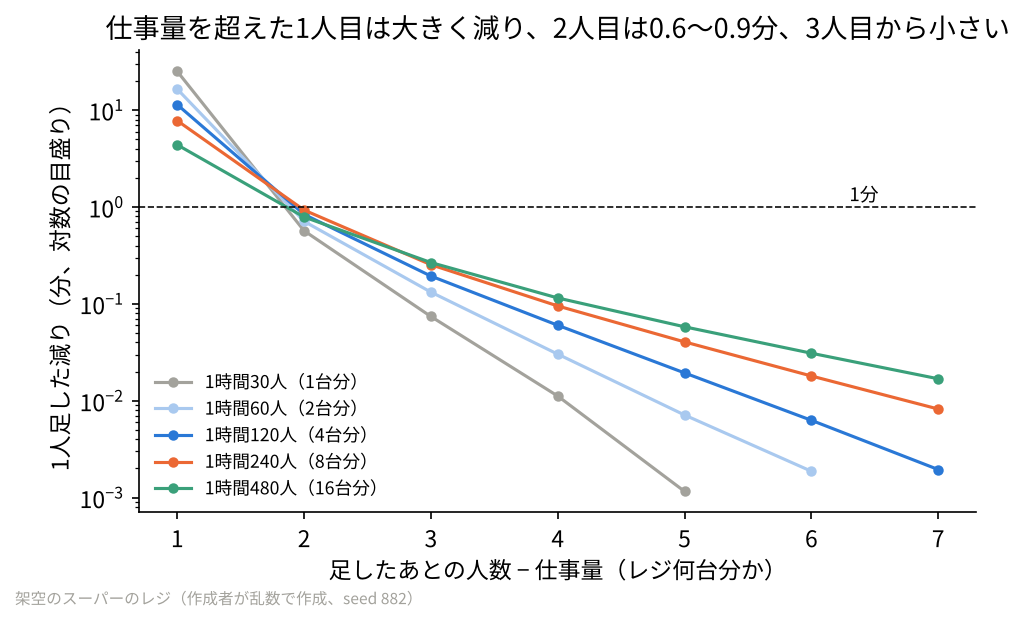 仕事量を超えた1人目は大きく減り、2人目は0.6〜0.9分、3人目から小さい
1人足した減り（分、対数の目盛り）
10¹
10⁰
10⁻¹
10⁻²
10⁻³
1分
1時間30人（1台分）
1時間60人（2台分）
1時間120人（4台分）
1時間240人（8台分）
1時間480人（16台分）
1 2 3 4 5 6 7
足したあとの人数 − 仕事量（レジ何台分か）
架空のスーパーのレジ（作成者が乱数で作成、seed 882）